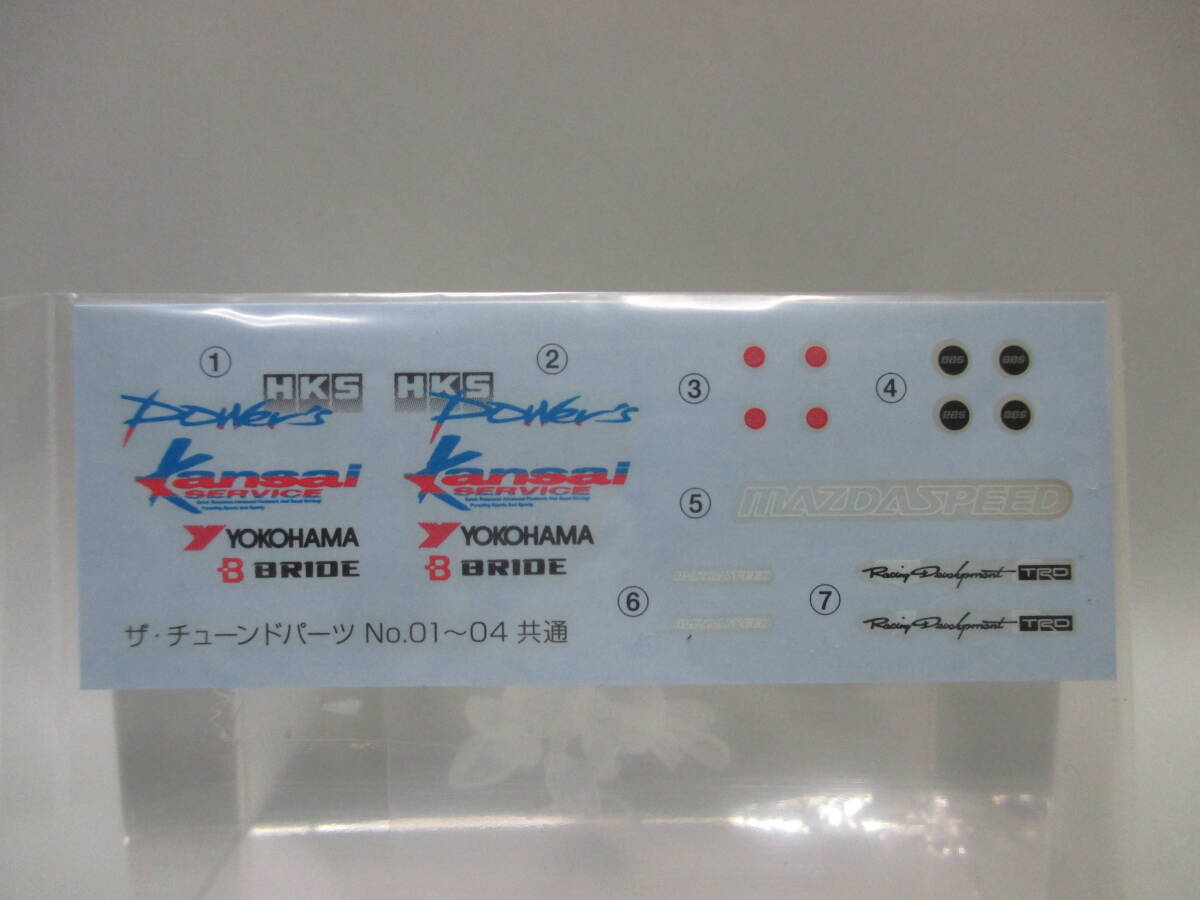 ①
HKS
Power's
Kansai
SERVICE
YOKOHAMA
BRIDE
②
HKS
Power's
Kansai
SERVICE
YOKOHAMA
BRIDE
③
④
BBS BBS
BBS BBS
⑤ MAZDASPEED
⑥
MAZDASPEED
MAZDASPEED
⑦
Racing Development TRD
Racing Development TRD
ザ・チューンドパーツ No.01～04 共通